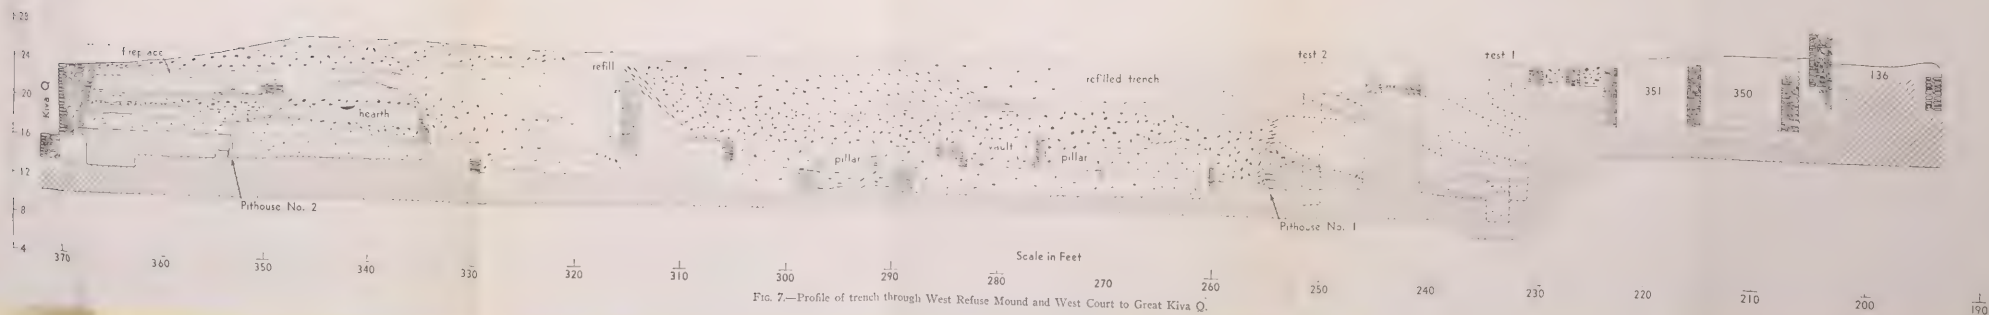 28
24
20
16
12
8
4
Kiva Q
hearth
Pithouse No. 2
refill
pillar
pillar
refilled trench
test 2
Pithouse No. 1
test 1
351
350
136
370 360 350 340 330 320 310 300 290 280 270 260 250 240 230 220 210 200 190
Scale in Feet
FIG. 7.—Profile of trench through West Refuse Mound and West Court to Great Kiva Q.